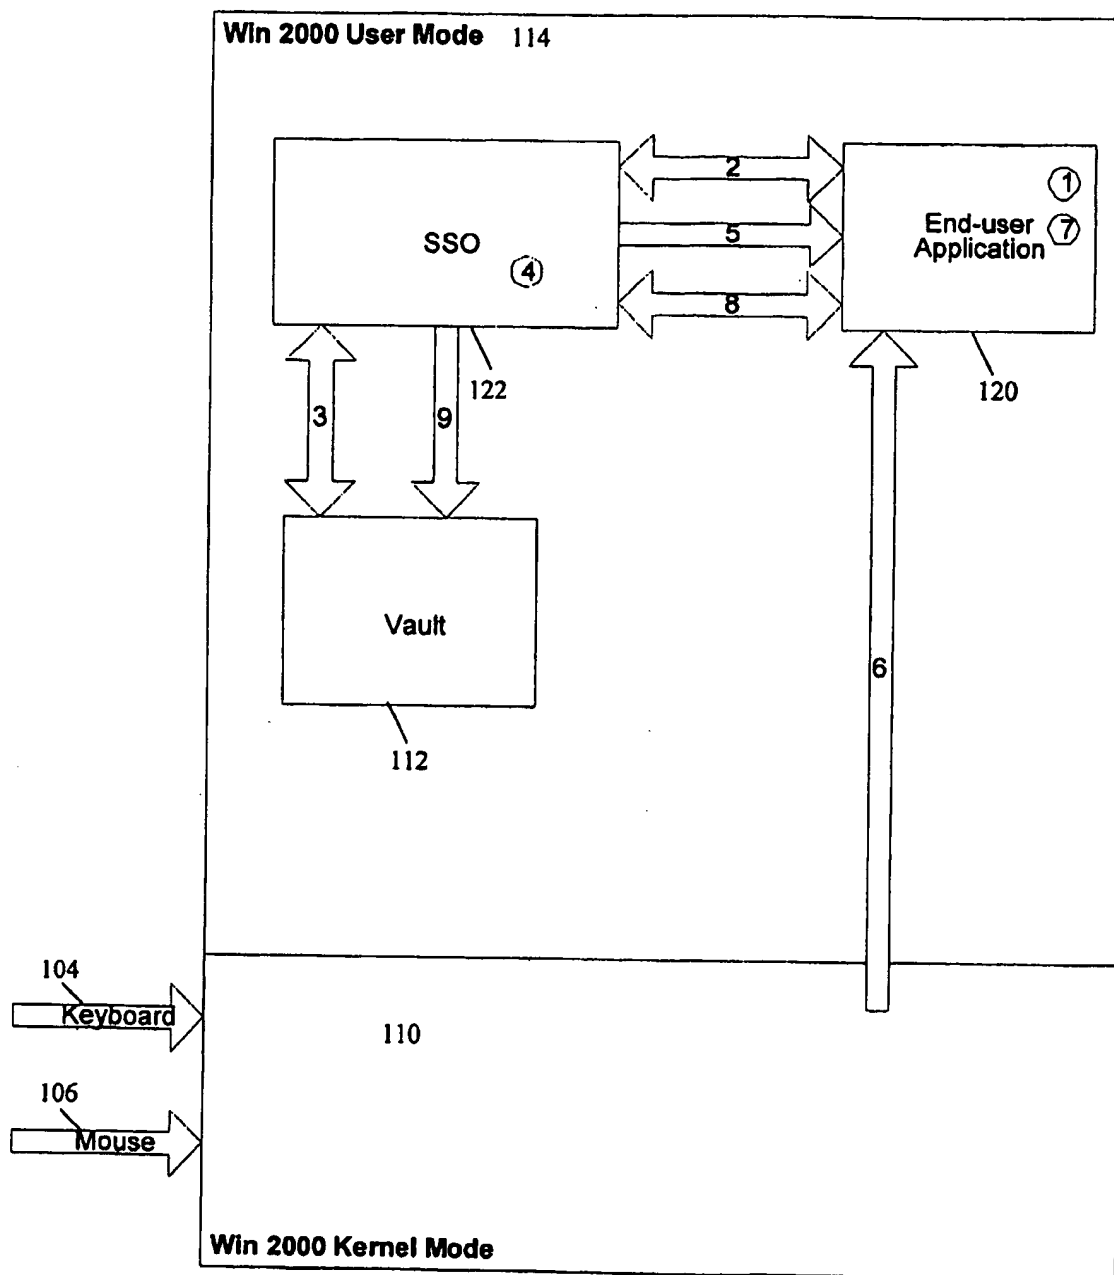 Win 2000 User Mode 114
2
1
SSO
5
End-user
Application
7
4
8
122
120
3
9
Vault
6
112
104
Keyboard
110
106
Mouse
Win 2000 Kernel Mode